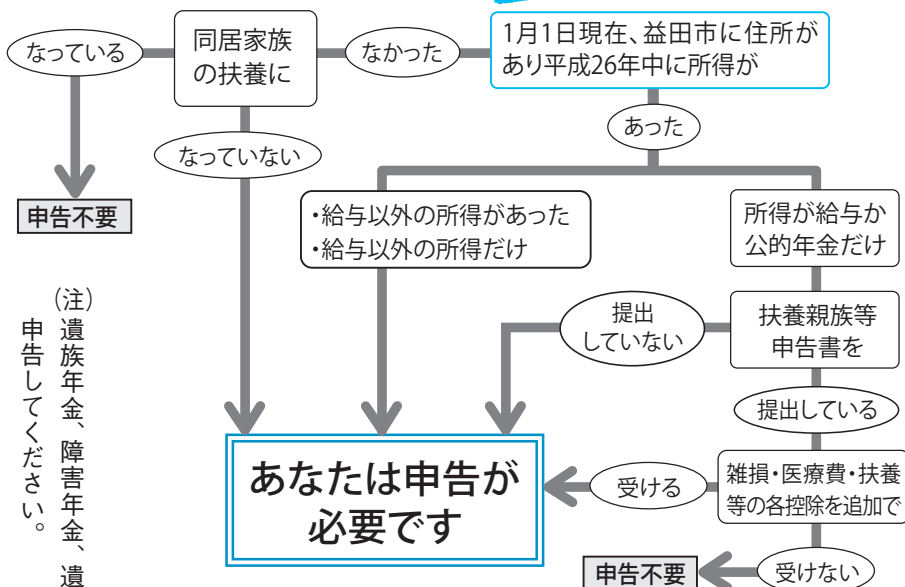 1月1日現在、益田市に住所が
あり平成26年中に所得が
なかった
同居家族
の扶養に
なっている
申告不要
なっていない
あった
・給与以外の所得があった
・給与以外の所得だけ
所得が給与か
公的年金だけ
扶養親族等
申告書を
提出
していない
提出している
雑損・医療費・扶養
等の各控除を追加で
受ける
受けない
申告不要
あなたは申告が
必要です
(注)遺族年金、障害年金、遺
申告してください。